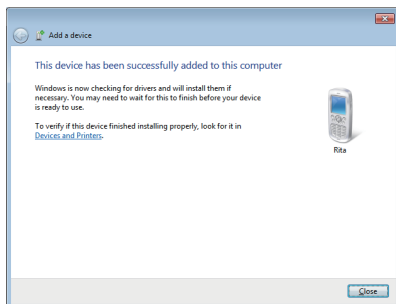 Add a device
This device has been successfully added to this computer
Windows is now checking for drivers and will install them if
necessary. You may need to wait for this to finish before your device
is ready to use.
To verify if this device finished installing properly, look for it in
Devices and Printers.
Rita
Close